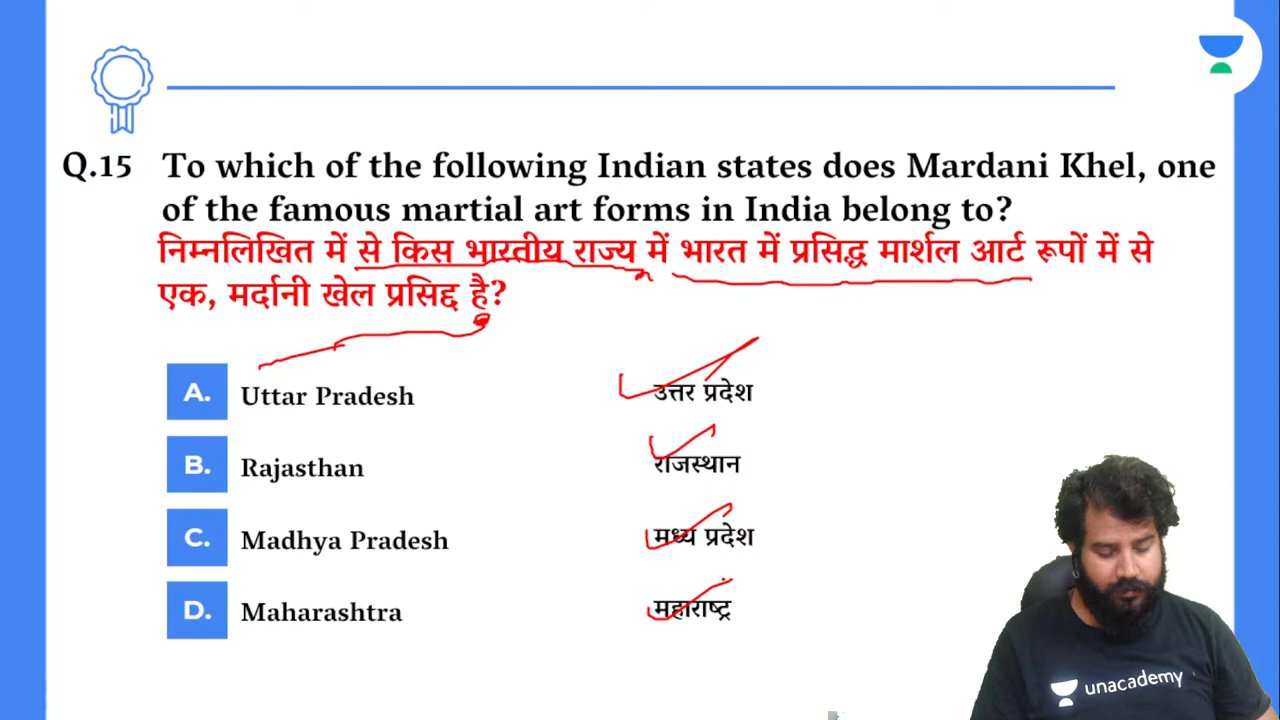 Q.15 To which of the following Indian states does Mardani Khel, one
of the famous martial art forms in India belong to?
निम्नलिखित में से किस भारतीय राज्य में भारत में प्रसिद्ध मार्शल आर्ट रूपों में से
एक, मर्दानी खेल प्रसिद्द है?
A. Uttar Pradesh उत्तर प्रदेश
B. Rajasthan राजस्थान
C. Madhya Pradesh मध्य प्रदेश
D. Maharashtra महाराष्ट्र
unacademy